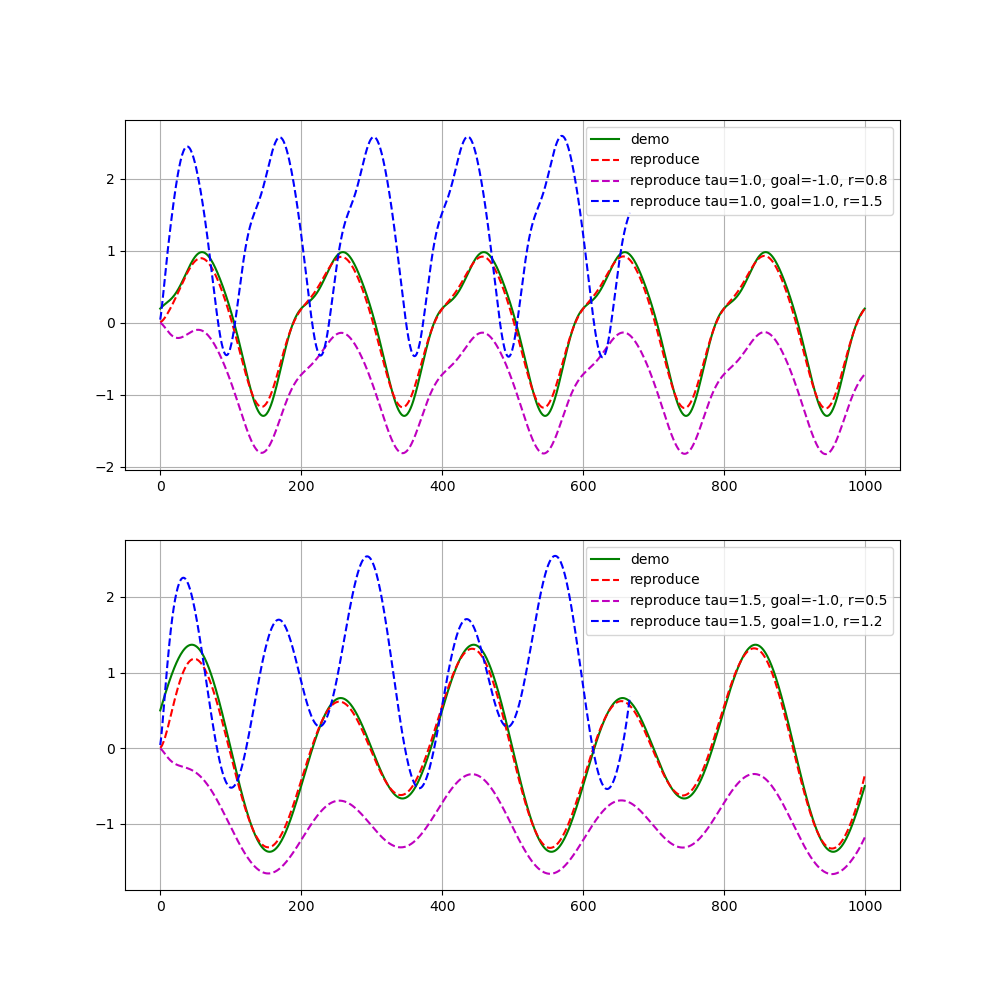 2
1
0
−1
−2
demo
reproduce
reproduce tau=1.0, goal=-1.0, r=0.8
reproduce tau=1.0, goal=1.0, r=1.5
0 200 400 600 800 1000
2
1
0
−1
demo
reproduce
reproduce tau=1.5, goal=-1.0, r=0.5
reproduce tau=1.5, goal=1.0, r=1.2
0 200 400 600 800 1000